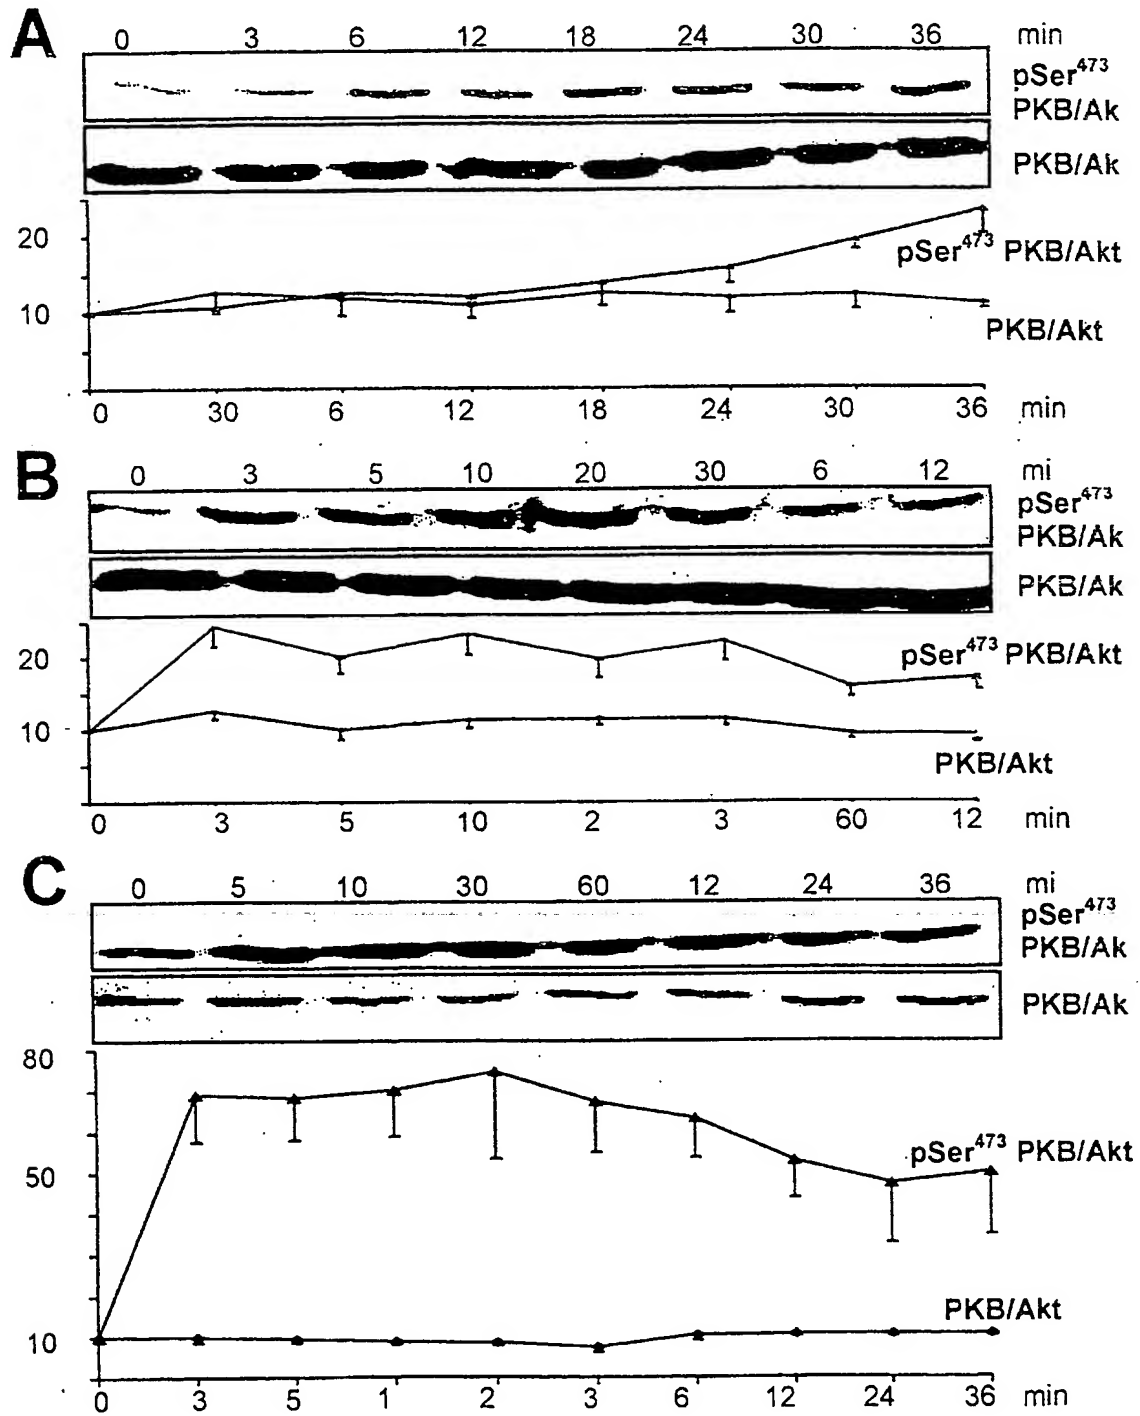 A
0 3 6 12 18 24 30 36 min
pSer473
PKB/Ak
PKB/Ak
20
pSer473 PKB/Akt
10
PKB/Akt
0 30 6 12 18 24 30 36 min
B
0 3 5 10 20 30 6 12 mi
pSer473
PKB/Ak
PKB/Ak
20
pSer473 PKB/Akt
10
PKB/Akt
0 3 5 10 2 3 60 12 min
C
0 5 10 30 60 12 24 36 mi
pSer473
PKB/Ak
PKB/Ak
80
50
pSer473 PKB/Akt
PKB/Akt
10
0 3 5 1 2 3 6 12 24 36 min